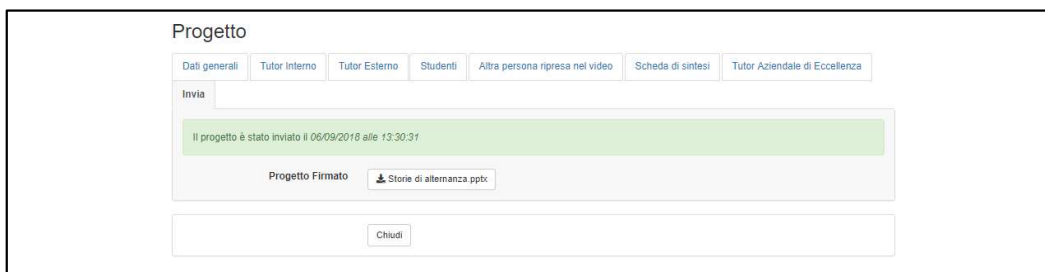 Progetto
Dati generali Tutor Interno Tutor Esterno Studenti Altra persona ripresa nel video Scheda di sintesi Tutor Aziendale di Eccellenza
Invia
Il progetto è stato inviato il 06/09/2018 alle 13:30:31
Progetto Firmato Storie di alternanza.pptx
Chiudi